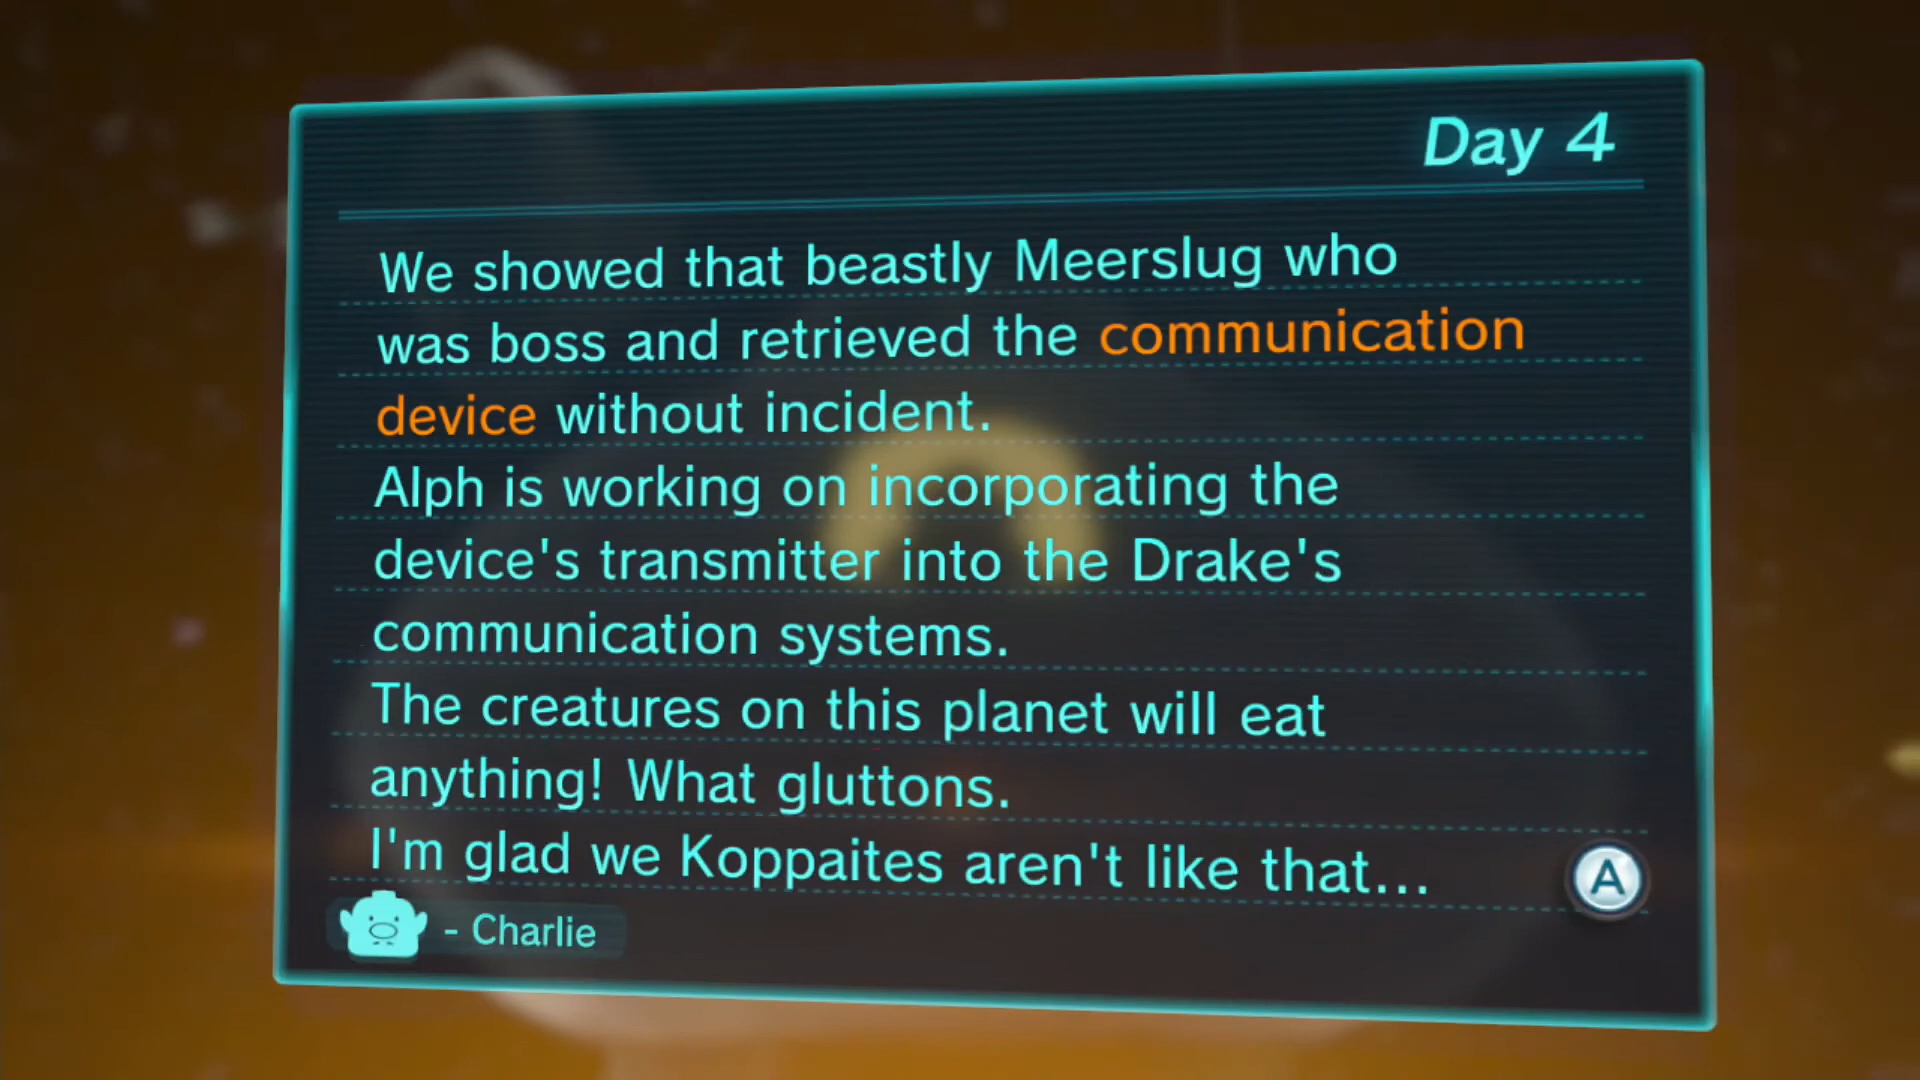 Day 4
We showed that beastly Meerslug who
was boss and retrieved the communication
device without incident.
Alph is working on incorporating the
device's transmitter into the Drake's
communication systems.
The creatures on this planet will eat
anything! What gluttons.
I'm glad we Koppaites aren't like that...
A
- Charlie